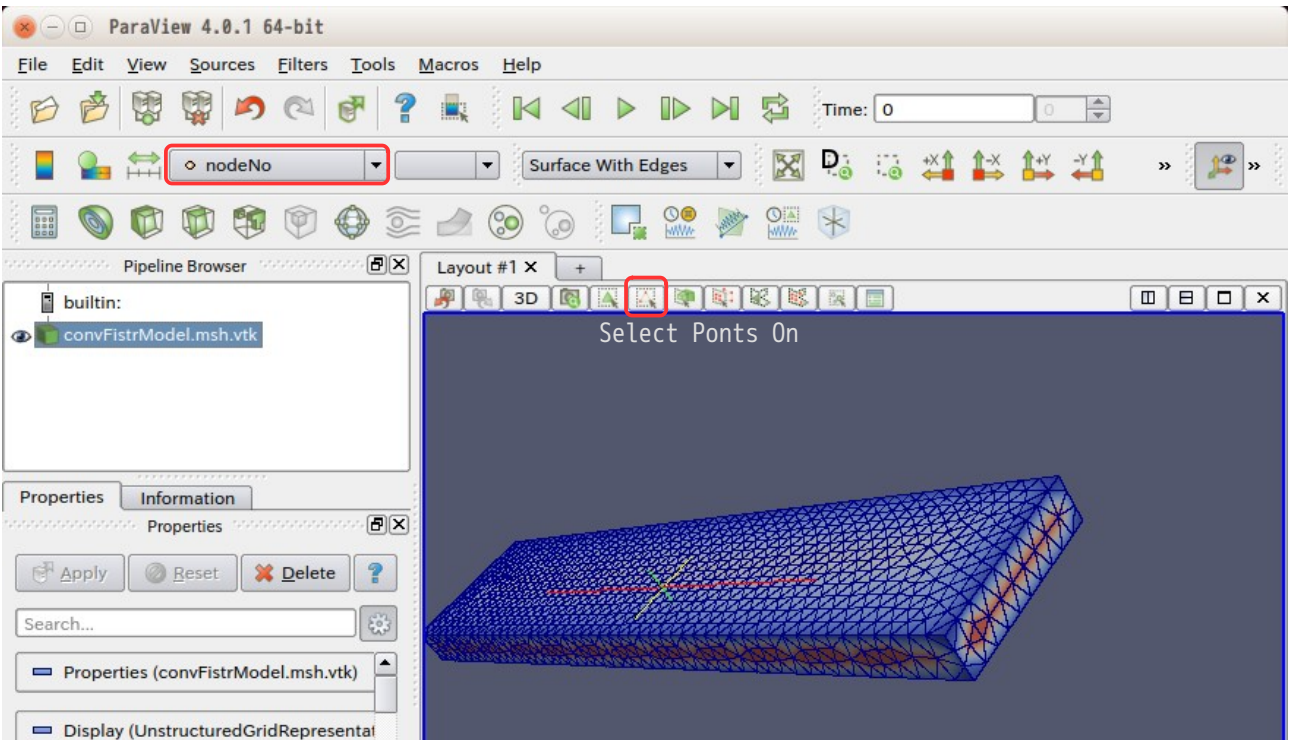 ParaView 4.0.1 64-bit
File Edit View Sources Filters Tools Macros Help
Time: 0 0
nodeNo Surface With Edges +X -X +Y -Y » »
Pipeline Browser
Layout #1 X +
builtin:
3D
convFistrModel.msh.vtk
Select Ponts On
Properties Information
Properties
Apply Reset Delete ?
Search...
Properties (convFistrModel.msh.vtk)
Display (UnstructuredGridRepresentat